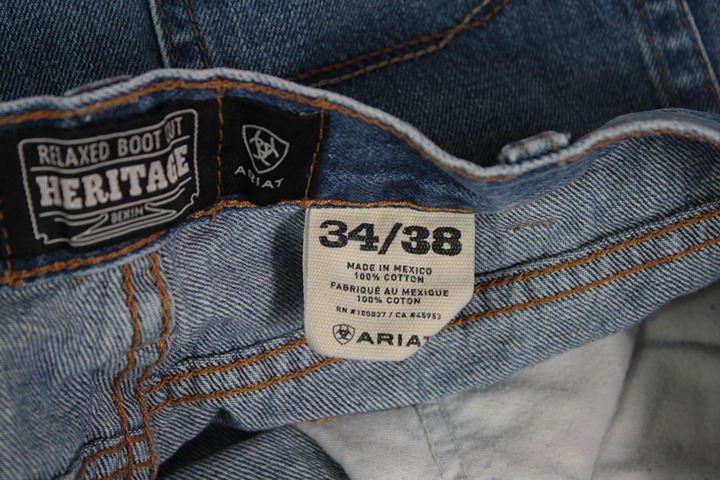 RELAXED BOOT CUT
HERITAGE
DENIM
ARIAT
34/38
MADE IN MEXICO
100% COTTON
FABRIQUÉ AU MEXIQUE
100% COTON
RN #105037 / CA #45953
ARIAT